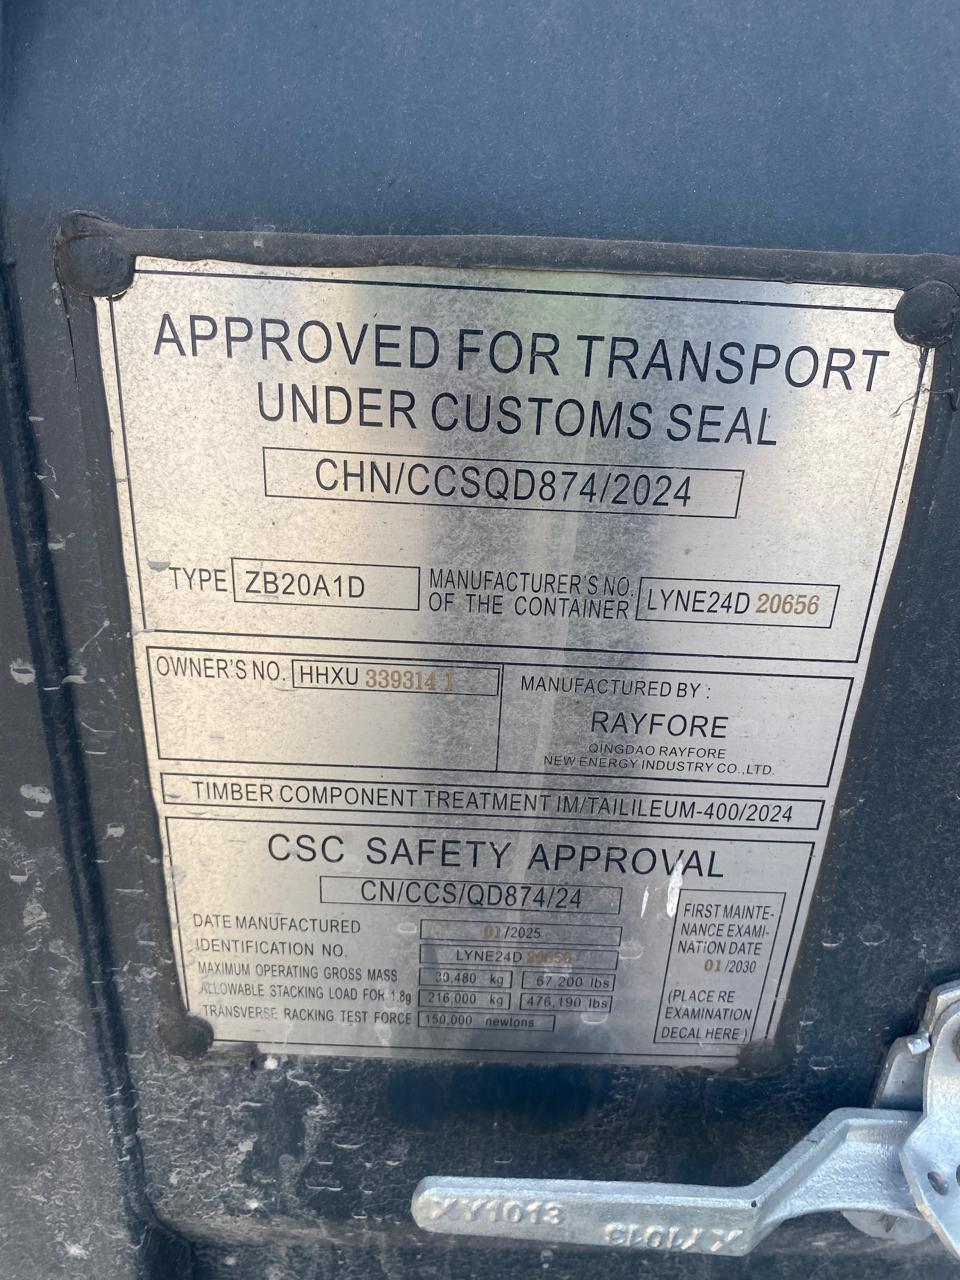 APPROVED FOR TRANSPORT
UNDER CUSTOMS SEAL
CHN/CCSQD874/2024
TYPE ZB20A1D MANUFACTURER'S NO. OF THE CONTAINER LYNE24D 20656
OWNER'S NO. HHXU 339314 1
MANUFACTURED BY :
RAYFORE
QINGDAO RAYFORE
NEW ENERGY INDUSTRY CO.,LTD.
TIMBER COMPONENT TREATMENT IM/TAILILEUM-400/2024
CSC SAFETY APPROVAL
CN/CCS/QD874/24
DATE MANUFACTURED 01/2025
IDENTIFICATION NO. LYNE24D 20656
MAXIMUM OPERATING GROSS MASS 30,480 kg 67,200 lbs
ALLOWABLE STACKING LOAD FOR 1.8g 216,000 kg 476,190 lbs
TRANSVERSE RACKING TEST FORCE 150,000 newtons
FIRST MAINTE-
NANCE EXAMI-
NATION DATE
01 /2030
(PLACE RE
EXAMINATION
DECAL HERE )
XY1013
XY1013